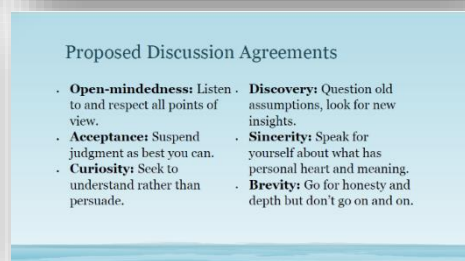 Proposed Discussion Agreements
• Open-mindedness: Listen
to and respect all points of
view.
• Acceptance: Suspend
judgment as best you can.
• Curiosity: Seek to
understand rather than
persuade.
• Discovery: Question old
assumptions, look for new
insights.
• Sincerity: Speak for
yourself about what has
personal heart and meaning.
• Brevity: Go for honesty and
depth but don't go on and on.